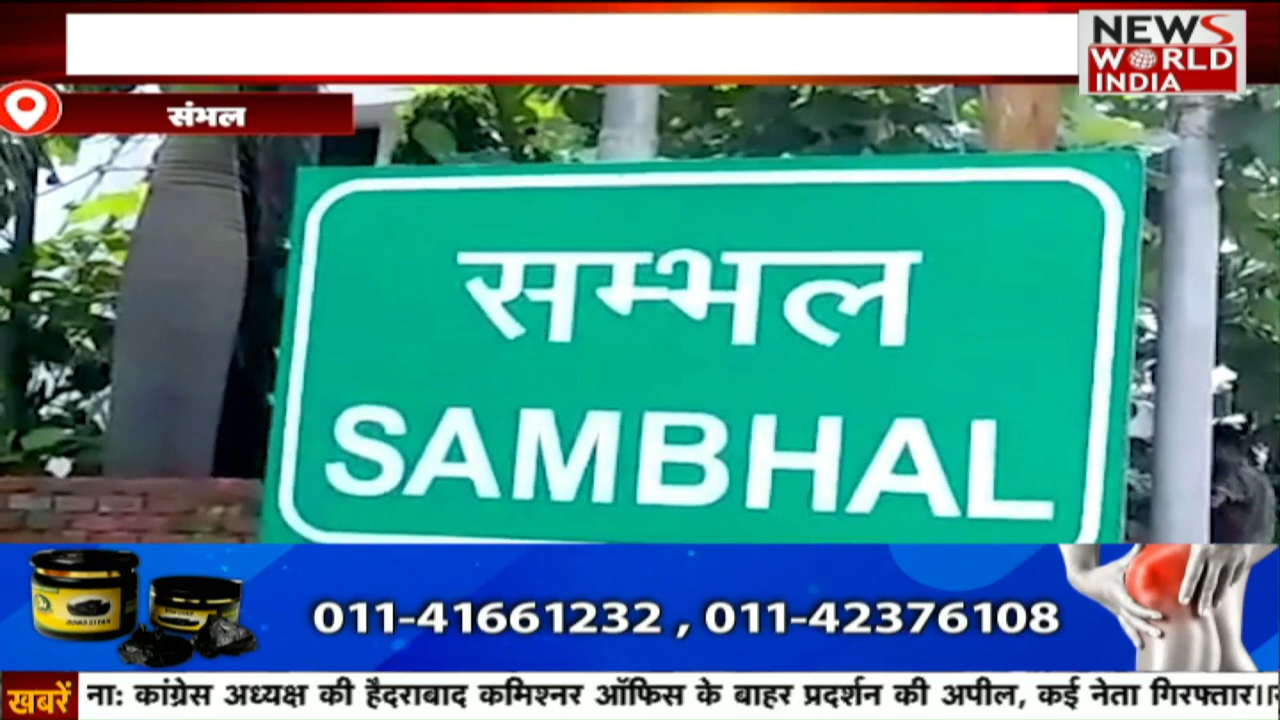 NEWS
WORLD
INDIA
संभल
सम्भल
SAMBHAL
011-41661232 , 011-42376108
खबरें
ना: कांग्रेस अध्यक्ष की हैदराबाद कमिश्नर ऑफिस के बाहर प्रदर्शन की अपील, कई नेता गिरफ्तार।।